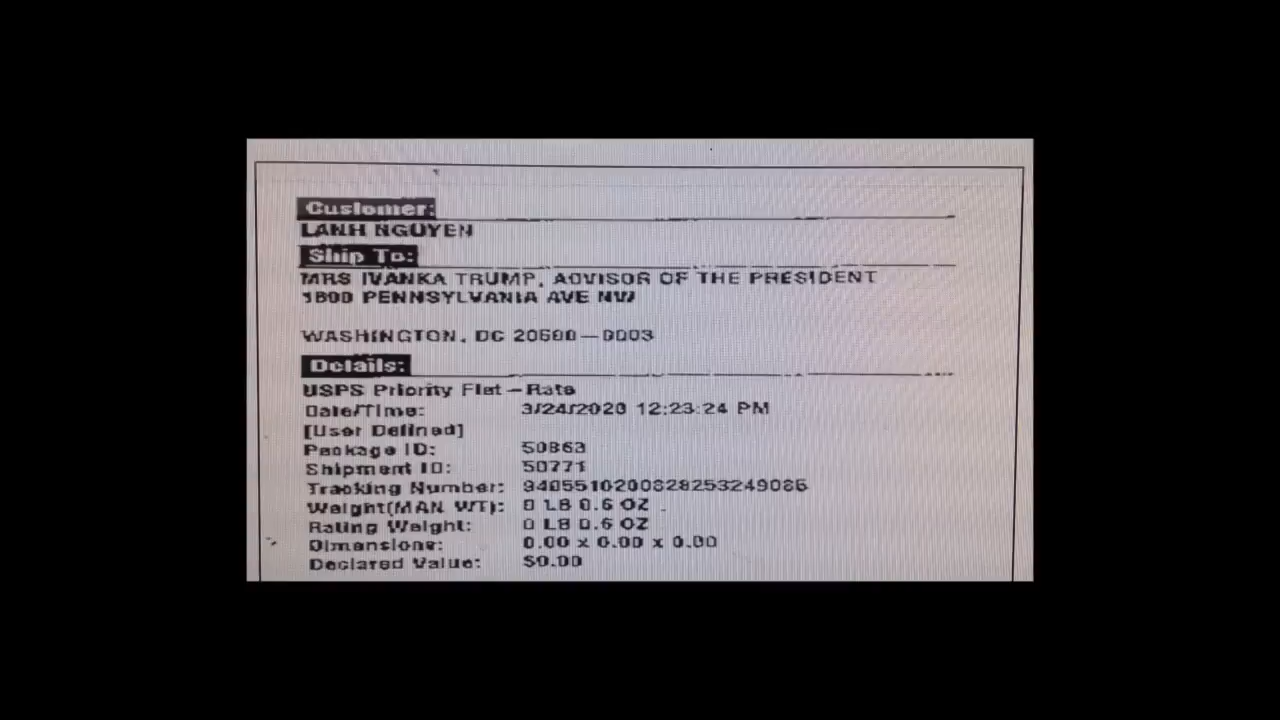 Customer:
LANH NGUYEN
Ship To:
MRS IVANKA TRUMP, ADVISOR OF THE PRESIDENT
1600 PENNSYLVANIA AVE NW
WASHINGTON, DC 20500-0003
Details:
USPS Priority Flat-Rate
Date/Time: 3/24/2020 12:23:24 PM
[User Defined]
Package ID: 50863
Shipment ID: 50771
Tracking Number:
Weight(MAN WT): 0 LB 0.6 OZ
Rating Weight: 0 LB 0.6 OZ
Dimensions: 0.00 x 0.00 x 0.00
Declared Value: $0.00